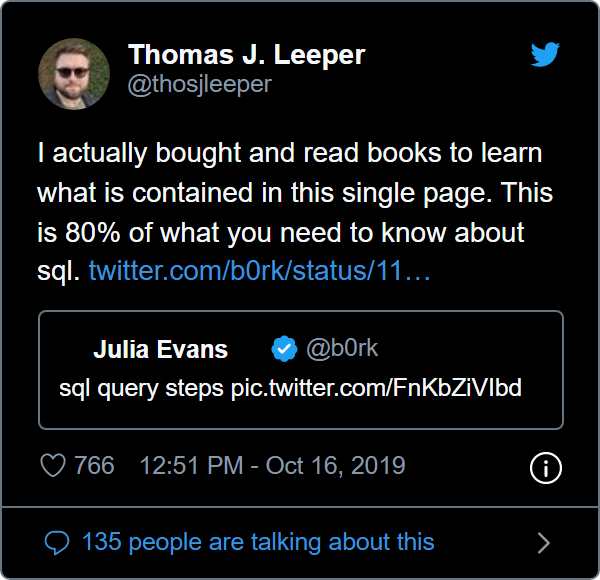 Thomas J. Leeper
@thosjleeper
I actually bought and read books to learn
what is contained in this single page. This
is 80% of what you need to know about
sql. twitter.com/b0rk/status/11…
Julia Evans @b0rk
sql query steps pic.twitter.com/FnKbZiVIbd
766 12:51 PM - Oct 16, 2019
135 people are talking about this